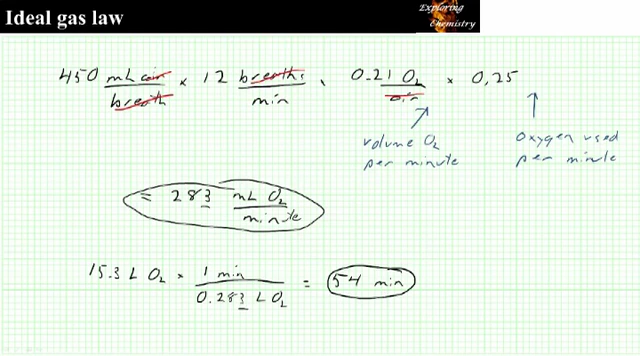 Ideal gas law
Exploring
Chemistry
450 mL air/breath × 12 breaths/min × 0.21 O₂/air × 0.25
volume O₂
per minute
oxygen used
per minute
= 283 mL O₂/minute
15.3 L O₂ × 1 min/0.283 L O₂ = 54 min